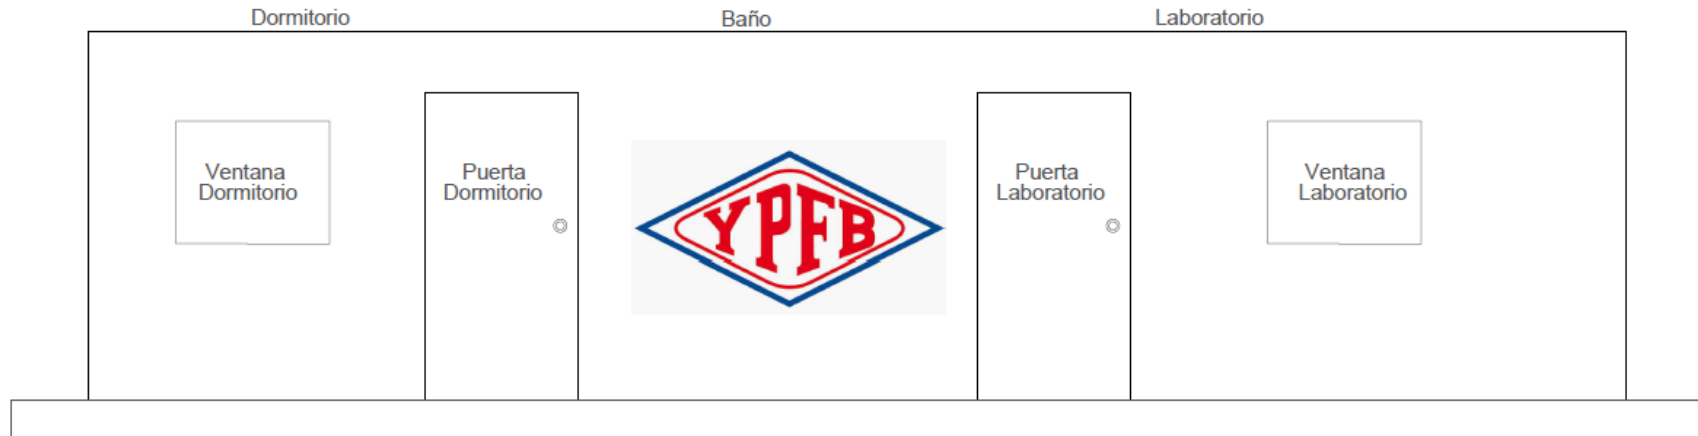 Dormitorio
Baño
Laboratorio
Ventana
Dormitorio
Puerta
Dormitorio
YPFB
Puerta
Laboratorio
Ventana
Laboratorio